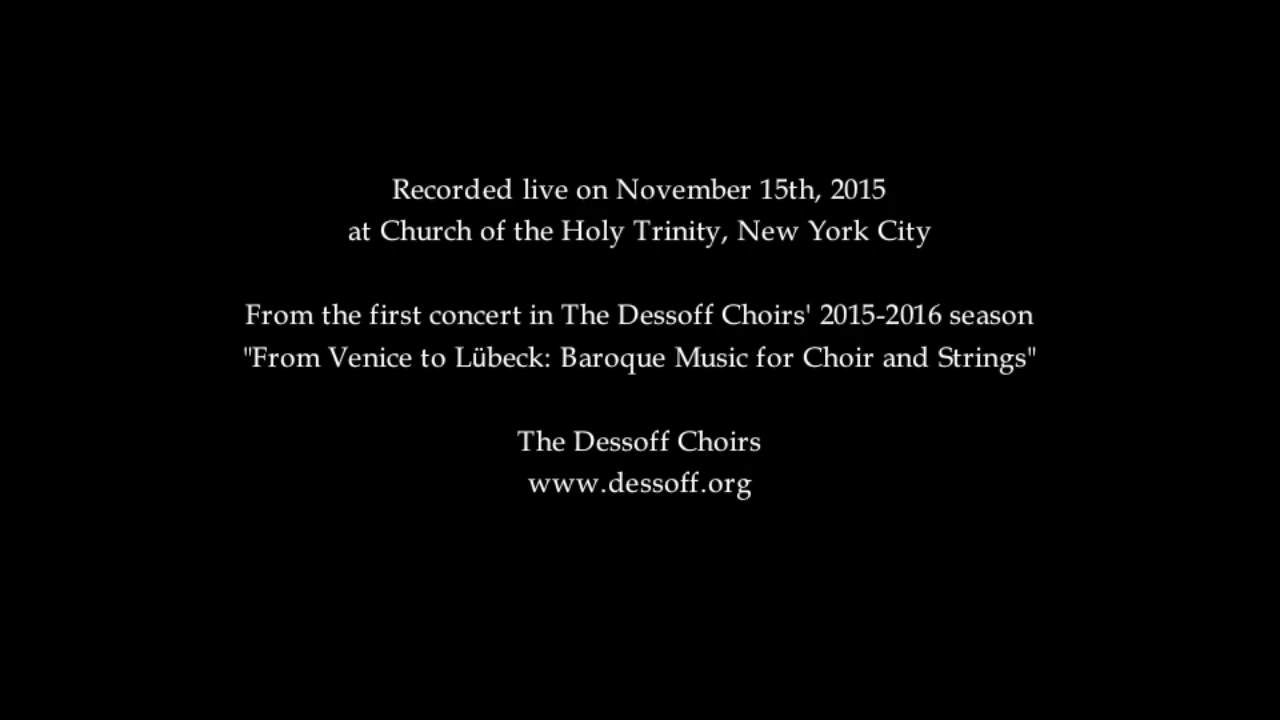 Recorded live on November 15th, 2015
at Church of the Holy Trinity, New York City
From the first concert in The Dessoff Choirs' 2015-2016 season
"From Venice to Lübeck: Baroque Music for Choir and Strings"
The Dessoff Choirs
www.dessoff.org